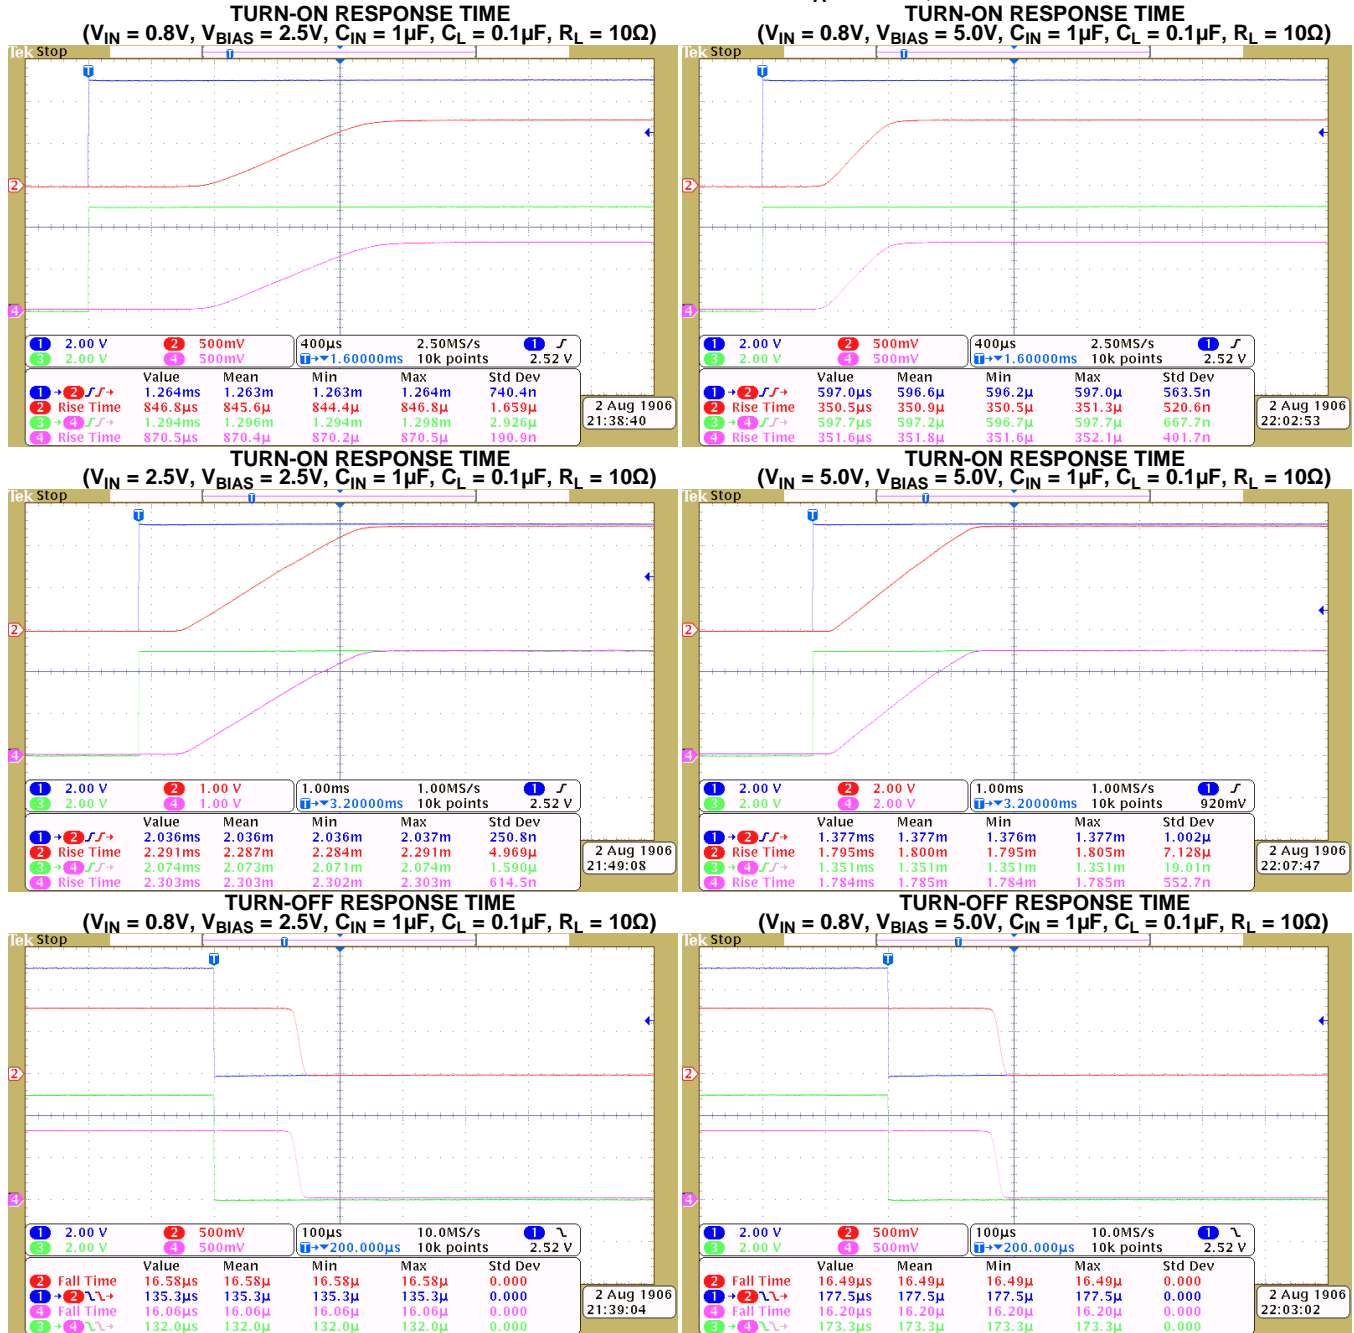 TURN-ON RESPONSE TIME
(VIN = 0.8V, VBIAS = 2.5V, CIN = 1µF, CL = 0.1µF, RL = 10Ω)
Tek Stop
T
T
2
4
1 2.00 V 2 500mV
3 2.00 V 4 500mV
400µs 2.50MS/s 1
T→▼1.60000ms 10k points 2.52 V
Value Mean Min Max Std Dev
1 → 2 1.264ms 1.263m 1.263m 1.264m 740.4n
2 Rise Time 846.8µs 845.6µ 844.4µ 846.8µ 1.659µ
3 → 4 1.294ms 1.296m 1.294m 1.298m 2.926µ
4 Rise Time 870.5µs 870.4µ 870.2µ 870.5µ 190.9n
2 Aug 1906
21:38:40
TURN-ON RESPONSE TIME
(VIN = 0.8V, VBIAS = 5.0V, CIN = 1µF, CL = 0.1µF, RL = 10Ω)
Tek Stop
T
T
2
4
1 2.00 V 2 500mV
3 2.00 V 4 500mV
400µs 2.50MS/s 1
T→▼1.60000ms 10k points 2.52 V
Value Mean Min Max Std Dev
1 → 2 597.0µs 596.6µ 596.2µ 597.0µ 563.5n
2 Rise Time 350.5µs 350.9µ 350.5µ 351.3µ 520.6n
3 → 4 597.7µs 597.2µ 596.7µ 597.7µ 667.7n
4 Rise Time 351.6µs 351.8µ 351.6µ 352.1µ 401.7n
2 Aug 1906
22:02:53
TURN-ON RESPONSE TIME
(VIN = 2.5V, VBIAS = 2.5V, CIN = 1µF, CL = 0.1µF, RL = 10Ω)
Tek Stop
T
T
2
4
1 2.00 V 2 1.00 V
3 2.00 V 4 1.00 V
1.00ms 1.00MS/s 1
T→▼3.20000ms 10k points 2.52 V
Value Mean Min Max Std Dev
1 → 2 2.036ms 2.036m 2.036m 2.037m 250.8n
2 Rise Time 2.291ms 2.287m 2.284m 2.291m 4.969µ
3 → 4 2.074ms 2.073m 2.071m 2.074m 1.590µ
4 Rise Time 2.303ms 2.303m 2.302m 2.303m 614.5n
2 Aug 1906
21:49:08
TURN-ON RESPONSE TIME
(VIN = 5.0V, VBIAS = 5.0V, CIN = 1µF, CL = 0.1µF, RL = 10Ω)
Tek Stop
T
T
2
4
1 2.00 V 2 2.00 V
3 2.00 V 4 2.00 V
1.00ms 1.00MS/s 1
T→▼3.20000ms 10k points 920mV
Value Mean Min Max Std Dev
1 → 2 1.377ms 1.377m 1.376m 1.377m 1.002µ
2 Rise Time 1.795ms 1.800m 1.795m 1.805m 7.128µ
3 → 4 1.351ms 1.351m 1.351m 1.351m 19.01n
4 Rise Time 1.784ms 1.785m 1.784m 1.785m 552.7n
2 Aug 1906
22:07:47
TURN-OFF RESPONSE TIME
(VIN = 0.8V, VBIAS = 2.5V, CIN = 1µF, CL = 0.1µF, RL = 10Ω)
Tek Stop
T
T
2
4
1 2.00 V 2 500mV
3 2.00 V 4 500mV
100µs 10.0MS/s 1
T→▼200.000µs 10k points 2.52 V
Value Mean Min Max Std Dev
2 Fall Time 16.58µs 16.58µ 16.58µ 16.58µ 0.000
1 → 2 135.3µs 135.3µ 135.3µ 135.3µ 0.000
4 Fall Time 16.06µs 16.06µ 16.06µ 16.06µ 0.000
3 → 4 132.0µs 132.0µ 132.0µ 132.0µ 0.000
2 Aug 1906
21:39:04
TURN-OFF RESPONSE TIME
(VIN = 0.8V, VBIAS = 5.0V, CIN = 1µF, CL = 0.1µF, RL = 10Ω)
Tek Stop
T
T
2
4
1 2.00 V 2 500mV
3 2.00 V 4 500mV
100µs 10.0MS/s 1
T→▼200.000µs 10k points 2.52 V
Value Mean Min Max Std Dev
2 Fall Time 16.49µs 16.49µ 16.49µ 16.49µ 0.000
1 → 2 177.5µs 177.5µ 177.5µ 177.5µ 0.000
4 Fall Time 16.20µs 16.20µ 16.20µ 16.20µ 0.000
3 → 4 173.3µs 173.3µ 173.3µ 173.3µ 0.000
2 Aug 1906
22:03:02